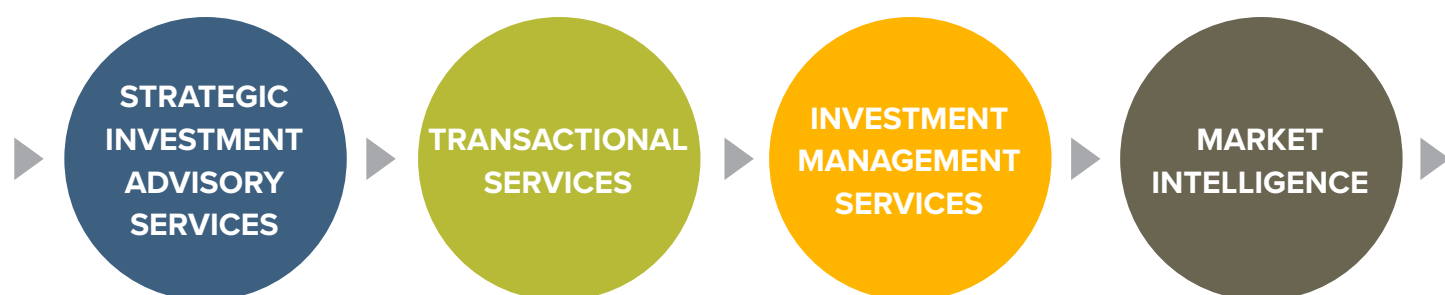 STRATEGIC
INVESTMENT
ADVISORY
SERVICES
TRANSACTIONAL
SERVICES
INVESTMENT
MANAGEMENT
SERVICES
MARKET
INTELLIGENCE